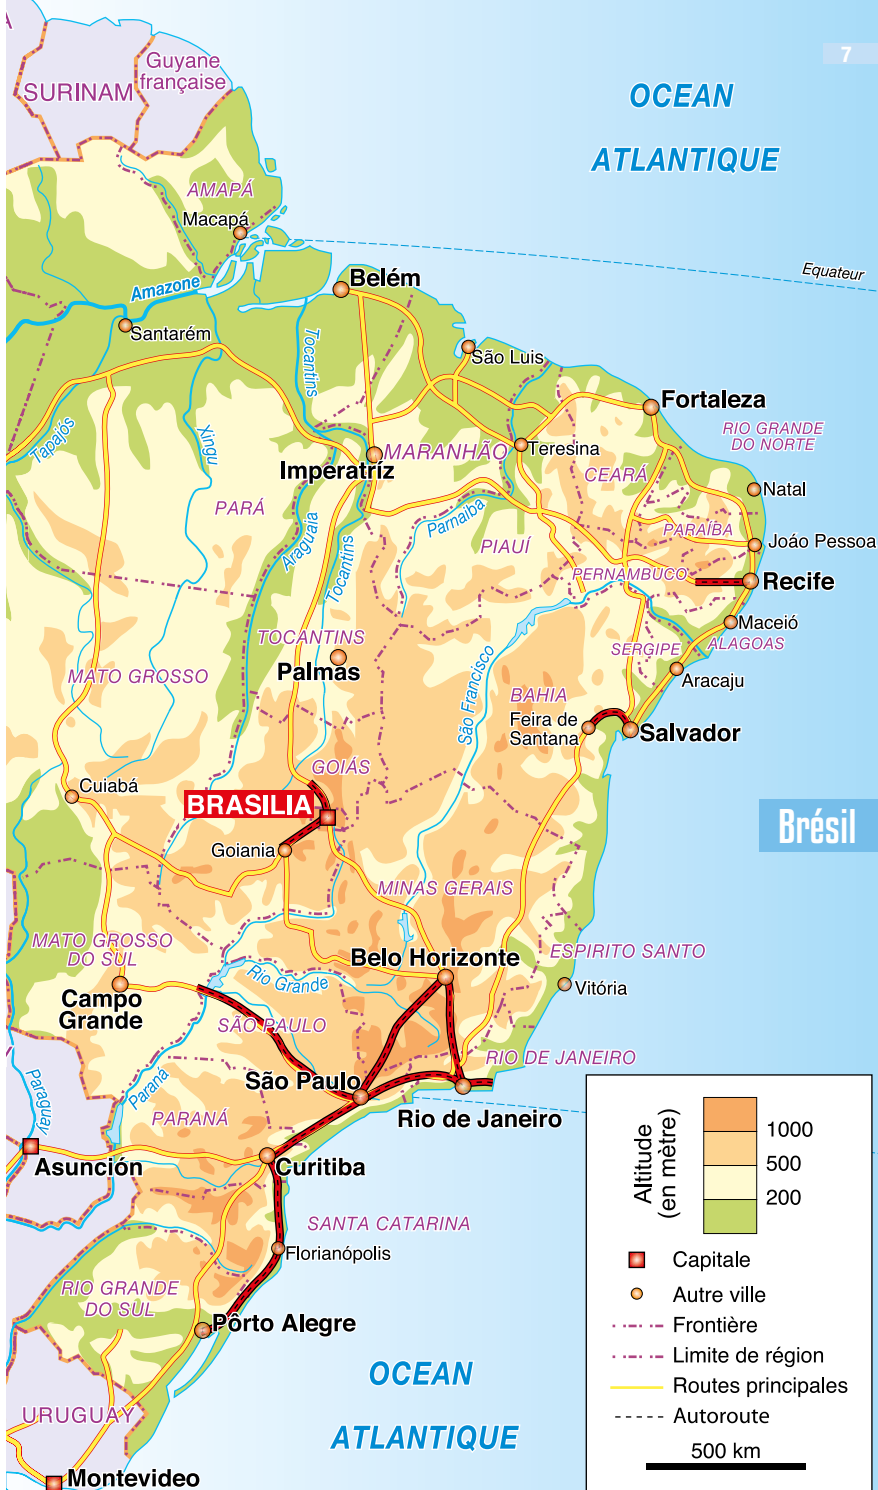 A
7
Guyane
française
SURINAM
OCEAN
ATLANTIQUE
AMAPÁ
Macapá
Equateur
Belém
Amazone
Santarém
Tocantins
São Luis
Fortaleza
RIO GRANDE
DO NORTE
Tapajós
Xingu
Teresina
MARANHÃO
Imperatríz
CEARÁ
Natal
PARÁ
Parnaiba
PARAÍBA
Araguaia
PIAUÍ
Joáo Pessoa
Tocantins
PERNAMBUCO
Recife
Maceió
TOCANTINS
SERGIPE
ALAGOAS
Palmas
MATO GROSSO
São Francisco
Aracaju
BAHIA
Feira de
Santana
Salvador
GOIÁS
Cuiabá
BRASILIA
Brésil
Goiania
MINAS GERAIS
MATO GROSSO
DO SUL
ESPIRITO SANTO
Belo Horizonte
Rio Grande
Vitória
Campo
Grande
SÃO PAULO
RIO DE JANEIRO
São Paulo
Paraná
Paraguay
PARANÁ
Rio de Janeiro
Asunción
Curitiba
SANTA CATARINA
Florianópolis
RIO GRANDE
DO SUL
Pôrto Alegre
OCEAN
ATLANTIQUE
URUGUAY
Montevideo
Altitude
(en mètre)
1000
500
200
Capitale
Autre ville
Frontière
Limite de région
Routes principales
Autoroute
500 km